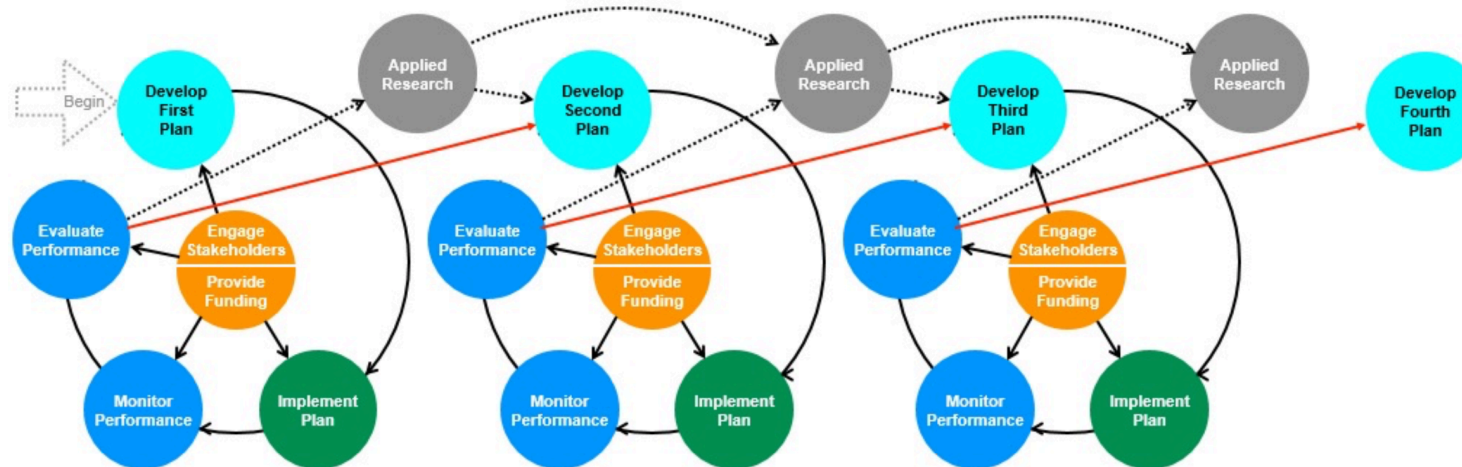 Begin
Develop
First
Plan
Evaluate
Performance
Engage
Stakeholders
Provide
Funding
Monitor
Performance
Implement
Plan
Applied
Research
Develop
Second
Plan
Evaluate
Performance
Engage
Stakeholders
Provide
Funding
Monitor
Performance
Implement
Plan
Applied
Research
Develop
Third
Plan
Evaluate
Performance
Engage
Stakeholders
Provide
Funding
Monitor
Performance
Implement
Plan
Applied
Research
Develop
Fourth
Plan